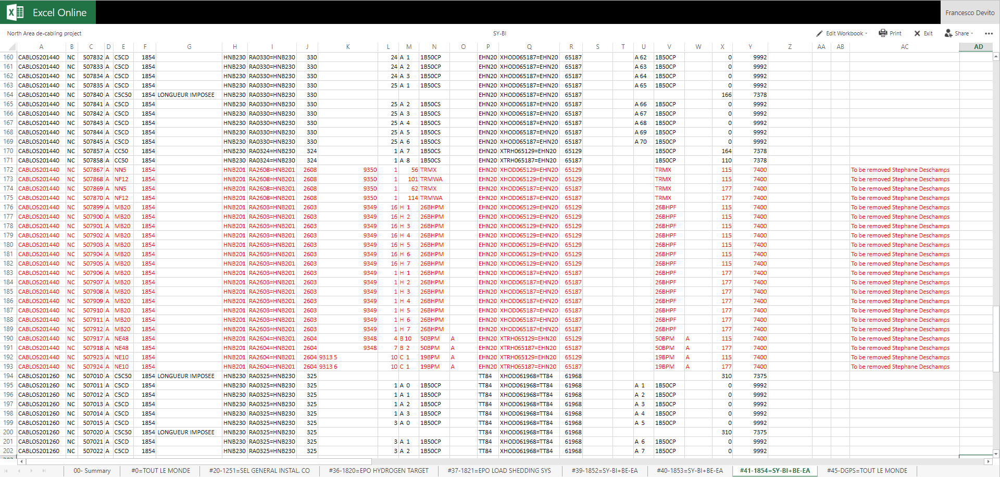 Excel Online
Francesco Devito
North Area de-cabling project SY-BI Edit Workbook Print Exit Share
A B C D E F G H I J K L M N O P Q R S T U V W X Y Z AA AB AC AD
160 CABLOS201440 NC 507832 A C5CD 1854 HNB230 RA0330=HNB230 330 24 A 1 1B50CP EHN20 XHOD065187=EHN20 65187 A 62 1B50CP 0 9992
161 CABLOS201440 NC 507833 A C5CD 1854 HNB230 RA0330=HNB230 330 24 A 2 1B50CP EHN20 XHOD065187=EHN20 65187 A 63 1B50CP 0 9992
162 CABLOS201440 NC 507834 A C5CD 1854 HNB230 RA0330=HNB230 330 24 A 3 1B50CP EHN20 XHOD065187=EHN20 65187 A 64 1B50CP 0 9992
163 CABLOS201440 NC 507835 A C5CD 1854 HNB230 RA0330=HNB230 330 25 A 1 1B50CS EHN20 XHOD065187=EHN20 65187 A 65 1B50CP 0 9992
164 CABLOS201440 NC 507840 A C5C50 1854 LONGUEUR IMPOSEE HNB230 RA0330=HNB230 330 EHN20 XHOD065187=EHN20 65187 166 7378
165 CABLOS201440 NC 507841 A C5CD 1854 HNB230 RA0330=HNB230 330 25 A 2 1B50CS EHN20 XHOD065187=EHN20 65187 A 66 1B50CP 0 9992
166 CABLOS201440 NC 507842 A C5CD 1854 HNB230 RA0330=HNB230 330 25 A 3 1B50CS EHN20 XHOD065187=EHN20 65187 A 67 1B50CP 0 9992
167 CABLOS201440 NC 507843 A C5CD 1854 HNB230 RA0330=HNB230 330 25 A 4 1B50CS EHN20 XHOD065187=EHN20 65187 A 68 1B50CP 0 9992
168 CABLOS201440 NC 507844 A C5CD 1854 HNB230 RA0330=HNB230 330 25 A 5 1B50CS EHN20 XHOD065187=EHN20 65187 A 69 1B50CP 0 9992
169 CABLOS201440 NC 507845 A C5CD 1854 HNB230 RA0330=HNB230 330 25 A 6 1B50CS EHN20 XHOD065187=EHN20 65187 A 70 1B50CP 0 9992
170 CABLOS201440 NC 507857 A CC50 1854 HNB230 RA0324=HNB230 324 1 A 7 1B50CS EHN20 XTRH065129=EHN20 65129 1B50CP 164 7378
171 CABLOS201440 NC 507858 A CC50 1854 HNB230 RA0324=HNB230 324 1 A 8 1B50CS EHN20 XTRH065187=EHN20 65187 1B50CP 110 7378
172 CABLOS201440 NC 507867 A NN5 1854 HNB201 RA2608=HNB201 2608 9350 1 56 TRMX EHN20 XHOD065129=EHN20 65129 TRMX 115 7400 To be removed Stephane Deschamps
173 CABLOS201440 NC 507868 A NF12 1854 HNB201 RA2608=HNB201 2608 9350 1 101 TRMWA EHN20 XHOD065129=EHN20 65129 TRMX 115 7400 To be removed Stephane Deschamps
174 CABLOS201440 NC 507869 A NN5 1854 HNB201 RA2608=HNB201 2608 9350 1 62 TRMX EHN20 XHOD065187=EHN20 65187 TRMX 177 7400 To be removed Stephane Deschamps
175 CABLOS201440 NC 507870 A NF12 1854 HNB201 RA2608=HNB201 2608 9350 1 114 TRMWA EHN20 XHOD065187=EHN20 65187 TRMX 177 7400 To be removed Stephane Deschamps
176 CABLOS201440 NC 507899 A MB20 1854 HNB201 RA2603=HNB201 2603 9349 16 H 1 26BHPM EHN20 XHOD065129=EHN20 65129 26BHPF 115 7400 To be removed Stephane Deschamps
177 CABLOS201440 NC 507900 A MB20 1854 HNB201 RA2603=HNB201 2603 9349 16 H 2 26BHPM EHN20 XHOD065129=EHN20 65129 26BHPF 115 7400 To be removed Stephane Deschamps
178 CABLOS201440 NC 507901 A MB20 1854 HNB201 RA2603=HNB201 2603 9349 16 H 3 26BHPM EHN20 XHOD065129=EHN20 65129 26BHPF 115 7400 To be removed Stephane Deschamps
179 CABLOS201440 NC 507902 A MB20 1854 HNB201 RA2603=HNB201 2603 9349 16 H 4 26BHPM EHN20 XHOD065129=EHN20 65129 26BHPF 115 7400 To be removed Stephane Deschamps
180 CABLOS201440 NC 507903 A MB20 1854 HNB201 RA2603=HNB201 2603 9349 16 H 5 26BHPM EHN20 XHOD065129=EHN20 65129 26BHPF 115 7400 To be removed Stephane Deschamps
181 CABLOS201440 NC 507904 A MB20 1854 HNB201 RA2603=HNB201 2603 9349 16 H 6 26BHPM EHN20 XHOD065129=EHN20 65129 26BHPF 115 7400 To be removed Stephane Deschamps
182 CABLOS201440 NC 507905 A MB20 1854 HNB201 RA2603=HNB201 2603 9349 16 H 7 26BHPM EHN20 XHOD065129=EHN20 65129 26BHPF 115 7400 To be removed Stephane Deschamps
183 CABLOS201440 NC 507906 A MB20 1854 HNB201 RA2603=HNB201 2603 9349 1 H 1 26BHPM EHN20 XHOD065187=EHN20 65187 26BHPF 177 7400 To be removed Stephane Deschamps
184 CABLOS201440 NC 507907 A MB20 1854 HNB201 RA2603=HNB201 2603 9349 1 H 2 26BHPM EHN20 XHOD065187=EHN20 65187 26BHPF 177 7400 To be removed Stephane Deschamps
185 CABLOS201440 NC 507908 A MB20 1854 HNB201 RA2603=HNB201 2603 9349 1 H 3 26BHPM EHN20 XHOD065187=EHN20 65187 26BHPF 177 7400 To be removed Stephane Deschamps
186 CABLOS201440 NC 507909 A MB20 1854 HNB201 RA2603=HNB201 2603 9349 1 H 4 26BHPM EHN20 XHOD065187=EHN20 65187 26BHPF 177 7400 To be removed Stephane Deschamps
187 CABLOS201440 NC 507910 A MB20 1854 HNB201 RA2603=HNB201 2603 9349 1 H 5 26BHPM EHN20 XHOD065187=EHN20 65187 26BHPF 177 7400 To be removed Stephane Deschamps
188 CABLOS201440 NC 507911 A MB20 1854 HNB201 RA2603=HNB201 2603 9349 1 H 6 26BHPM EHN20 XHOD065187=EHN20 65187 26BHPF 177 7400 To be removed Stephane Deschamps
189 CABLOS201440 NC 507912 A MB20 1854 HNB201 RA2603=HNB201 2603 9349 1 H 7 26BHPM EHN20 XHOD065187=EHN20 65187 26BHPF 177 7400 To be removed Stephane Deschamps
190 CABLOS201440 NC 507917 A NE48 1854 HNB201 RA2604=HNB201 2604 9348 4 B 10 50BPM A EHN20 XTRH065129=EHN20 65129 50BPM A 115 7400 To be removed Stephane Deschamps
191 CABLOS201440 NC 507918 A NE48 1854 HNB201 RA2604=HNB201 2604 9348 7 B 2 50BPM A EHN20 XTRH065187=EHN20 65187 50BPM A 177 7400 To be removed Stephane Deschamps
192 CABLOS201440 NC 507923 A NE10 1854 HNB201 RA2604=HNB201 2604 9313 5 10 C 1 19BPM A EHN20 XTRH065129=EHN20 65129 19BPM A 115 7400 To be removed Stephane Deschamps
193 CABLOS201440 NC 507924 A NE10 1854 HNB201 RA2604=HNB201 2604 9313 6 10 C 1 19BPM A EHN20 XTRH065187=EHN20 65187 19BPM A 177 7400 To be removed Stephane Deschamps
194 CABLOS201260 NC 507010 A C5C50 1854 LONGUEUR IMPOSEE HNB230 RA0325=HNB230 325 TT84 XHOD061968=TT84 61968 310 7375
195 CABLOS201260 NC 507011 A C5CD 1854 HNB230 RA0325=HNB230 325 1 A 0 1B50CP TT84 XHOD061968=TT84 61968 A 1 1B50CP 0 9992
196 CABLOS201260 NC 507012 A C5CD 1854 HNB230 RA0325=HNB230 325 1 A 1 1B50CP TT84 XHOD061968=TT84 61968 A 2 1B50CP 0 9992
197 CABLOS201260 NC 507013 A C5CD 1854 HNB230 RA0325=HNB230 325 1 A 2 1B50CP TT84 XHOD061968=TT84 61968 A 3 1B50CP 0 9992
198 CABLOS201260 NC 507014 A C5CD 1854 HNB230 RA0325=HNB230 325 1 A 3 1B50CP TT84 XHOD061968=TT84 61968 A 4 1B50CP 0 9992
199 CABLOS201260 NC 507015 A C5CD 1854 HNB230 RA0325=HNB230 325 3 A 0 1B50CP TT84 XHOD061968=TT84 61968 A 5 1B50CP 0 9992
200 CABLOS201260 NC 507020 A C5C50 1854 LONGUEUR IMPOSEE HNB230 RA0325=HNB230 325 TT84 XHOD061968=TT84 61968 310 7375
201 CABLOS201260 NC 507021 A C5CD 1854 HNB230 RA0325=HNB230 325 3 A 1 1B50CP TT84 XHOD061968=TT84 61968 A 6 1B50CP 0 9992
202 CABLOS201260 NC 507022 A C5CD 1854 HNB230 RA0325=HNB230 325 3 A 2 1B50CP TT84 XHOD061968=TT84 61968 A 7 1B50CP 0 9992
00- Summary #0=TOUT LE MONDE #20-1251=SEL GENERAL INSTAL. CO #36-1820=EPO HYDROGEN TARGET #37-1821=EPO LOAD SHEDDING SYS #39-1852=SY-BI+BE-EA #40-1853=SY-BI+BE-EA #41-1854=SY-BI+BE-EA #45-DGPS=TOUT LE MONDE